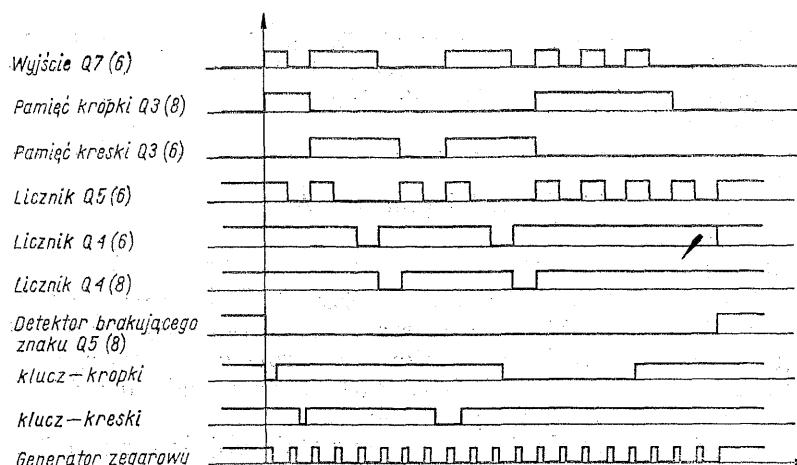 Wyjście Q7 (6)
Pamięć kropki Q3 (8)
Pamięć kreski Q3 (6)
Licznik Q5 (6)
Licznik Q4 (6)
Licznik Q4 (8)
Detektor brakującego
znaku Q5 (8)
klucz—kropki
klucz—kreski
Generator zegarowy